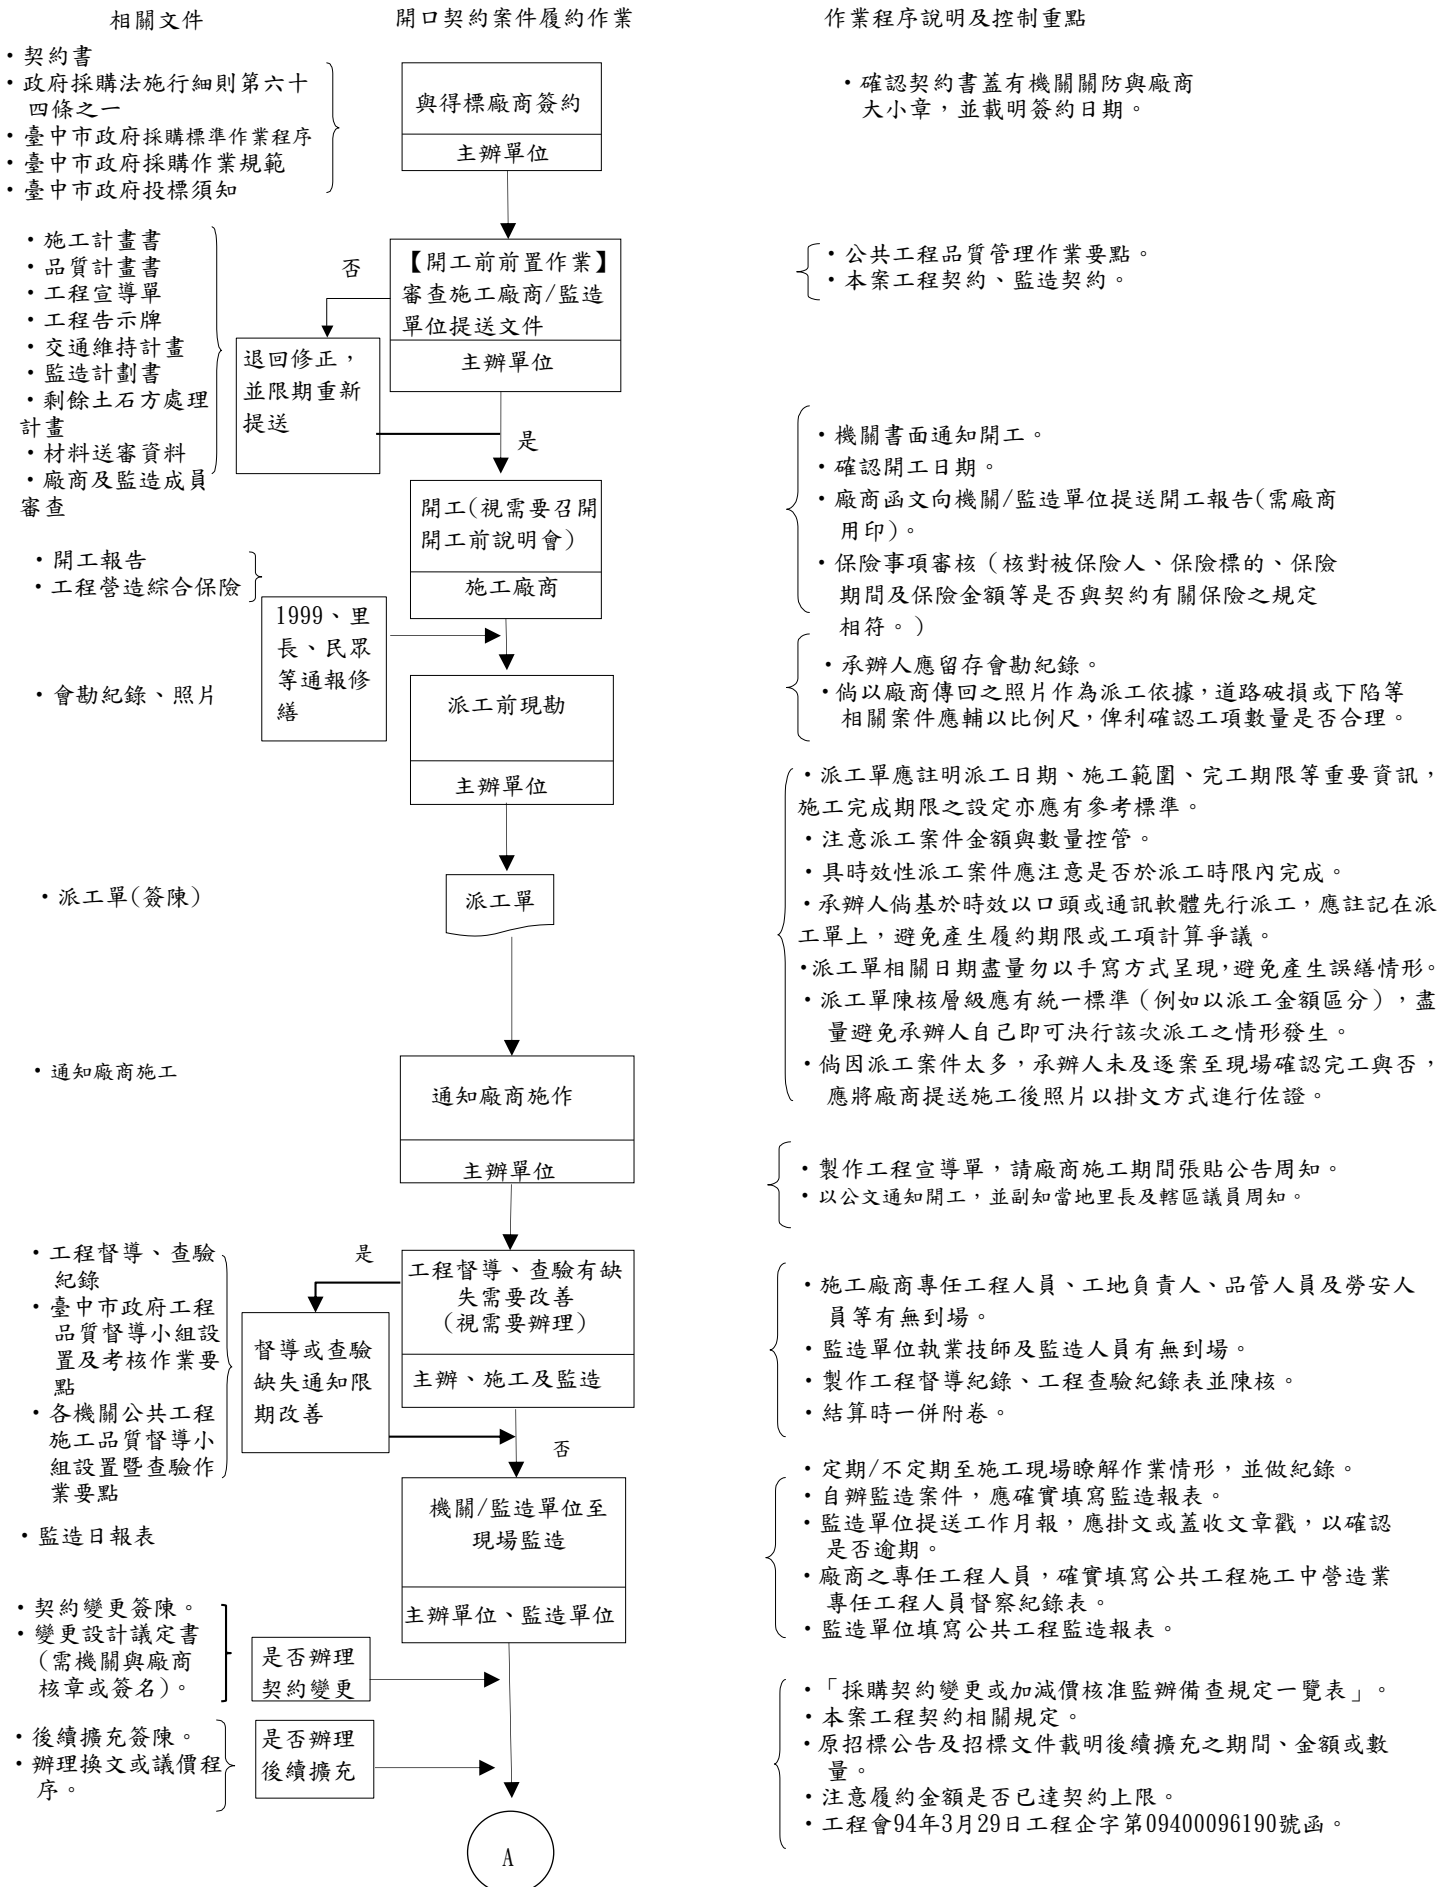 相關文件
開口契約案件履約作業
作業程序說明及控制重點
・契約書
・政府採購法施行細則第六十
四條之一
・臺中市政府採購標準作業程序
・臺中市政府採購作業規範
・臺中市政府投標須知
與得標廠商簽約
主辦單位
・確認契約書蓋有機關關防與廠商
大小章，並載明簽約日期。
・施工計畫書
・品質計畫書
・工程宣導單
・工程告示牌
・交通維持計畫
・監造計劃書
・剩餘土石方處理
計畫
・材料送審資料
・廠商及監造成員
審查
否
【開工前前置作業】
審查施工廠商/監造
單位提送文件
主辦單位
退回修正，
並限期重新
提送
是
・公共工程品質管理作業要點。
・本案工程契約、監造契約。
開工(視需要召開
開工前說明會)
施工廠商
・機關書面通知開工。
・確認開工日期。
・廠商函文向機關/監造單位提送開工報告(需廠商
用印)。
・保險事項審核（核對被保險人、保險標的、保險
期間及保險金額等是否與契約有關保險之規定
相符。）
・開工報告
・工程營造綜合保險
1999、里
長、民眾
等通報修
繕
・會勘紀錄、照片
派工前現勘
主辦單位
・承辦人應留存會勘紀錄。
・倘以廠商傳回之照片作為派工依據，道路破損或下陷等
相關案件應輔以比例尺，俾利確認工項數量是否合理。
・派工單(簽陳)
派工單
・派工單應註明派工日期、施工範圍、完工期限等重要資訊，
施工完成期限之設定亦應有參考標準。
・注意派工案件金額與數量控管。
・具時效性派工案件應注意是否於派工時限內完成。
・承辦人倘基於時效以口頭或通訊軟體先行派工，應註記在派
工單上，避免產生履約期限或工項計算爭議。
・派工單相關日期盡量勿以手寫方式呈現，避免產生誤繕情形。
・派工單陳核層級應有統一標準（例如以派工金額區分），盡
量避免承辦人自己即可決行該次派工之情形發生。
・倘因派工案件太多，承辦人未及逐案至現場確認完工與否，
應將廠商提送施工後照片以掛文方式進行佐證。
・通知廠商施工
通知廠商施作
主辦單位
・製作工程宣導單，請廠商施工期間張貼公告周知。
・以公文通知開工，並副知當地里長及轄區議員周知。
・工程督導、查驗
紀錄
・臺中市政府工程
品質督導小組設
置及考核作業要
點
・各機關公共工程
施工品質督導小
組設置暨查驗作
業要點
是
工程督導、查驗有缺
失需要改善
(視需要辦理)
主辦、施工及監造
督導或查驗
缺失通知限
期改善
否
・施工廠商專任工程人員、工地負責人、品管人員及勞安人
員等有無到場。
・監造單位執業技師及監造人員有無到場。
・製作工程督導紀錄、工程查驗紀錄表並陳核。
・結算時一併附卷。
・監造日報表
機關/監造單位至
現場監造
主辦單位、監造單位
・定期/不定期至施工現場瞭解作業情形，並做紀錄。
・自辦監造案件，應確實填寫監造報表。
・監造單位提送工作月報，應掛文或蓋收文章戳，以確認
是否逾期。
・廠商之專任工程人員，確實填寫公共工程施工中營造業
專任工程人員督察紀錄表。
・監造單位填寫公共工程監造報表。
・契約變更簽陳。
・變更設計議定書
(需機關與廠商
核章或簽名)。
是否辦理
契約變更
・後續擴充簽陳。
・辦理換文或議價程
序。
是否辦理
後續擴充
・「採購契約變更或加減價核准監辦備查規定一覽表」。
・本案工程契約相關規定。
・原招標公告及招標文件載明後續擴充之期間、金額或數
量。
・注意履約金額是否已達契約上限。
・工程會94年3月29日工程企字第09400096190號函。
A